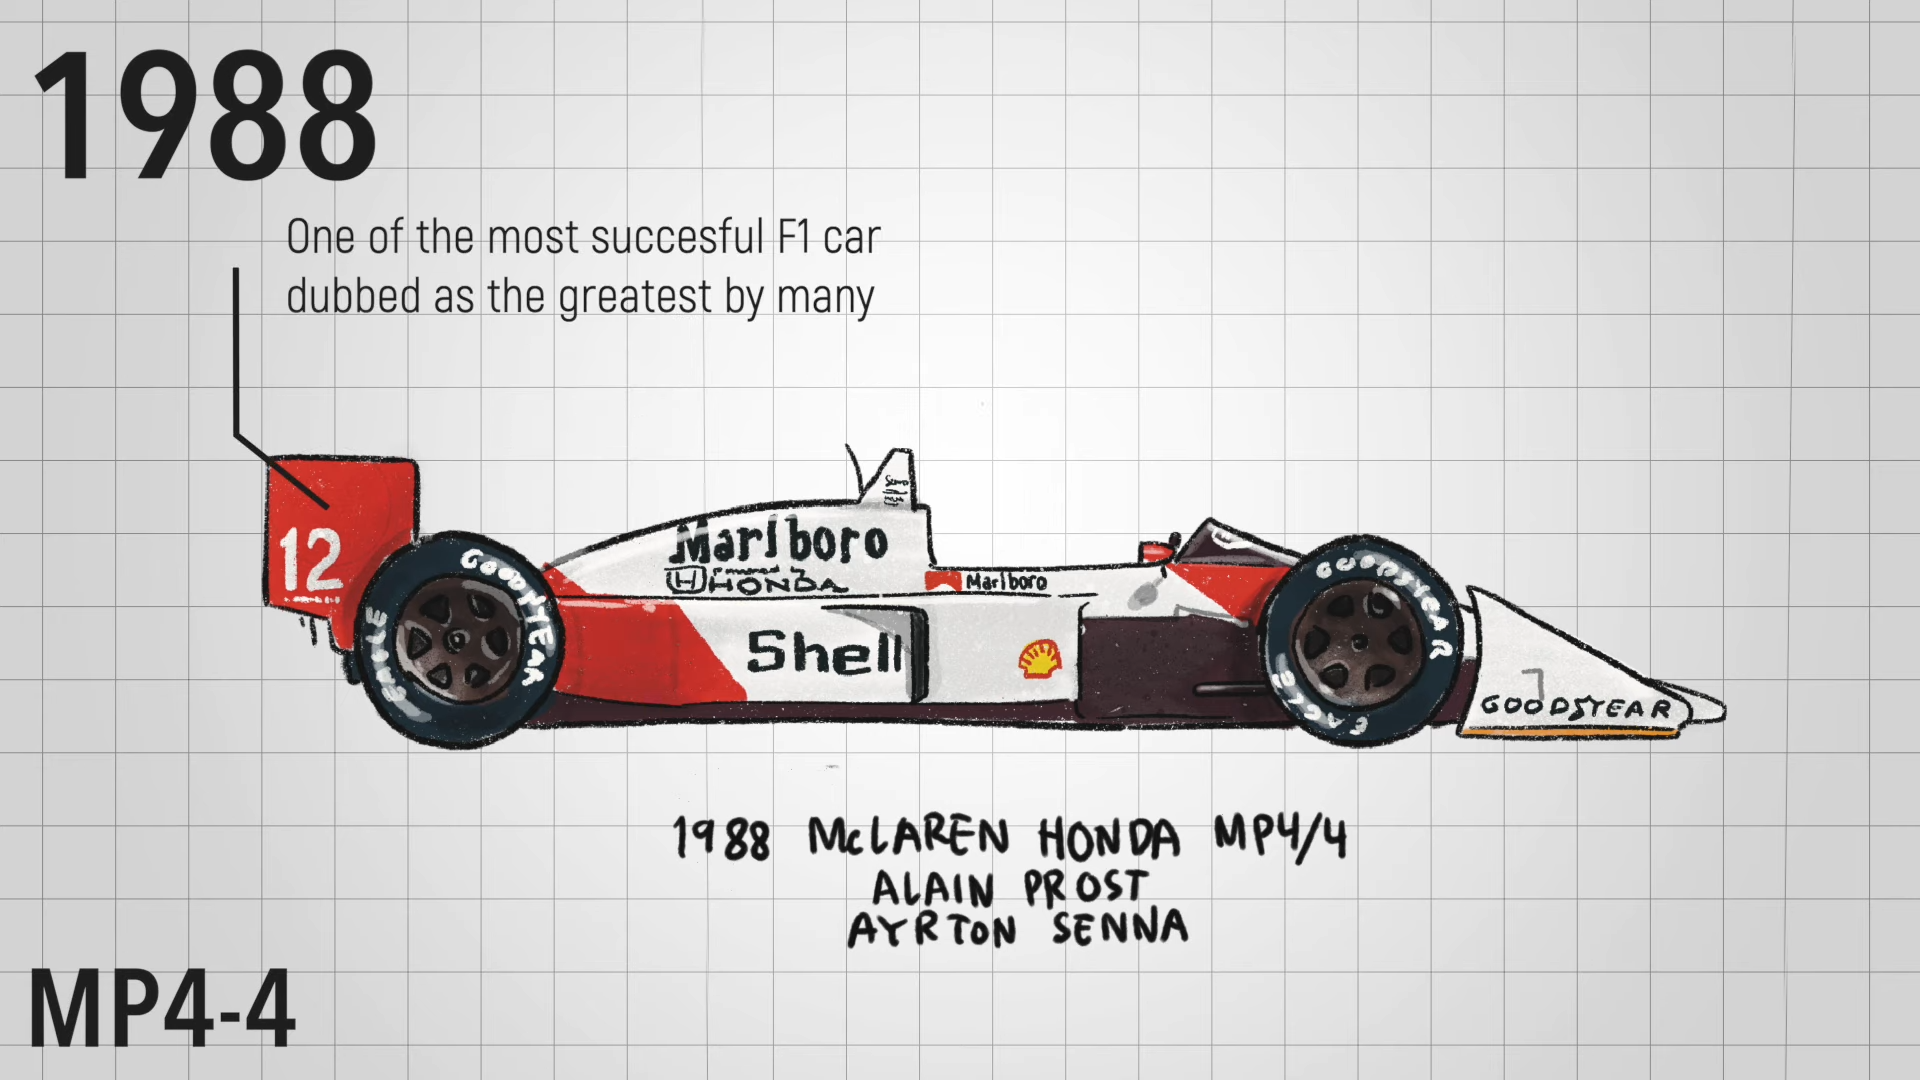 1988
One of the most succesful F1 car
dubbed as the greatest by many
12
Marlboro
HONDA
Marlboro
Shell
GOODYEAR
EAGLE
GOODYEAR
EAGLE
GOODYEAR
1988 McLAREN HONDA MP4/4
ALAIN PROST
AYRTON SENNA
MP4-4